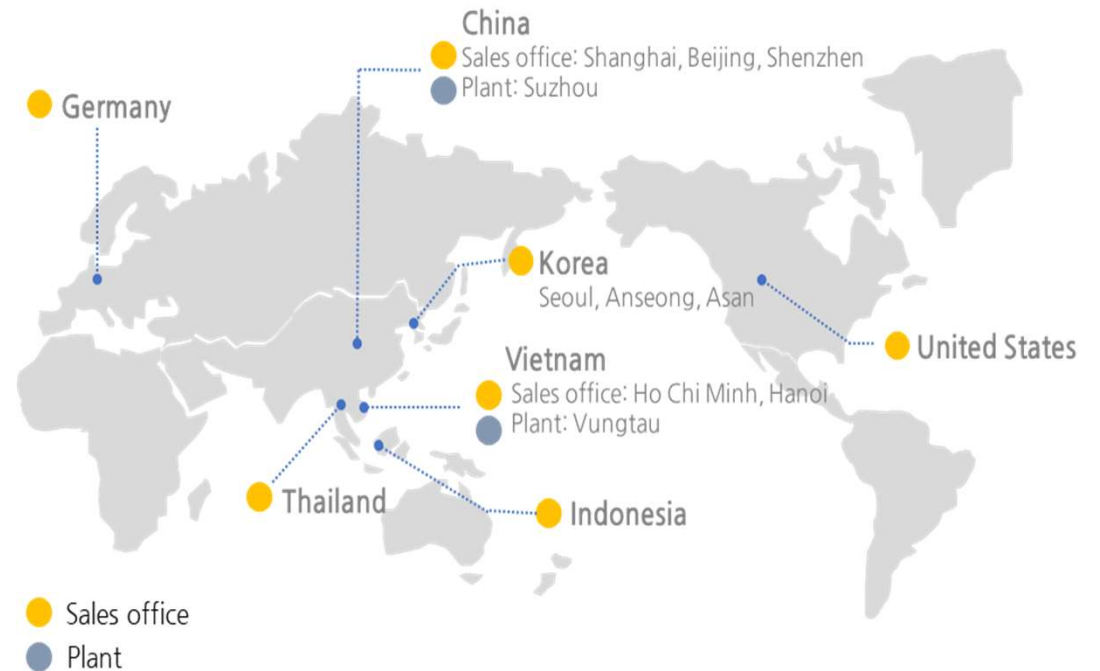 China
Sales office: Shanghai, Beijing, Shenzhen
Plant: Suzhou
Germany
Korea
Seoul, Anseong, Asan
United States
Vietnam
Sales office: Ho Chi Minh, Hanoi
Plant: Vungtau
Thailand
Indonesia
Sales office
Plant